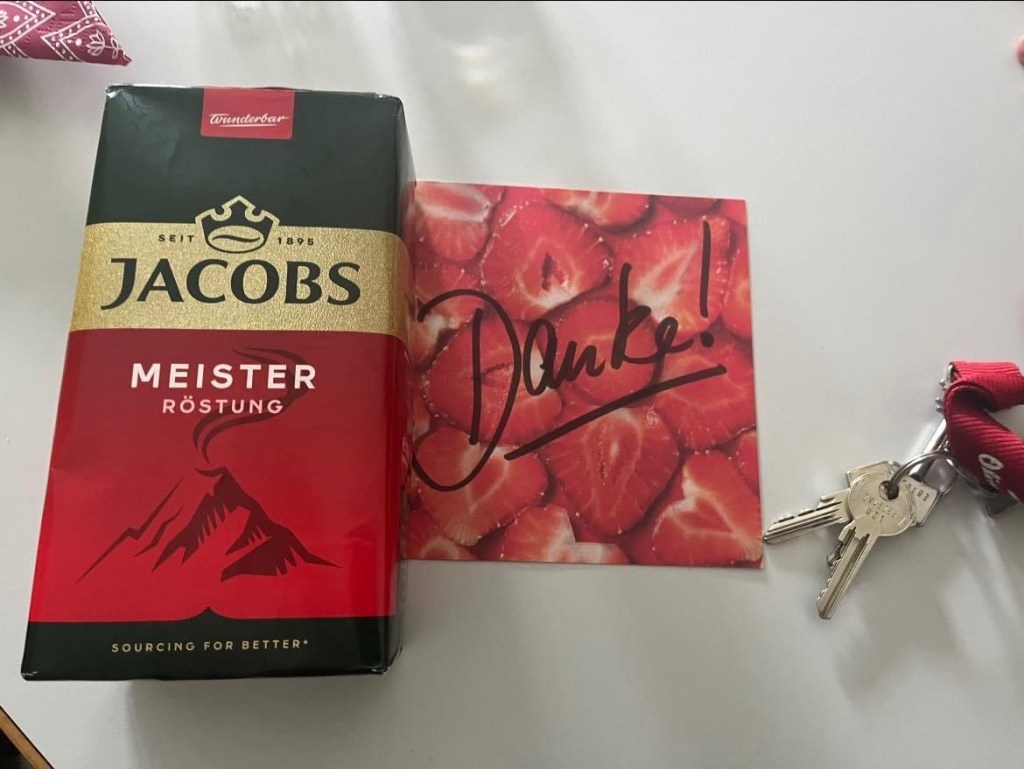 Wunderbar
SEIT 1895
JACOBS
MEISTER
RÖSTUNG
SOURCING FOR BETTER*
Danke!